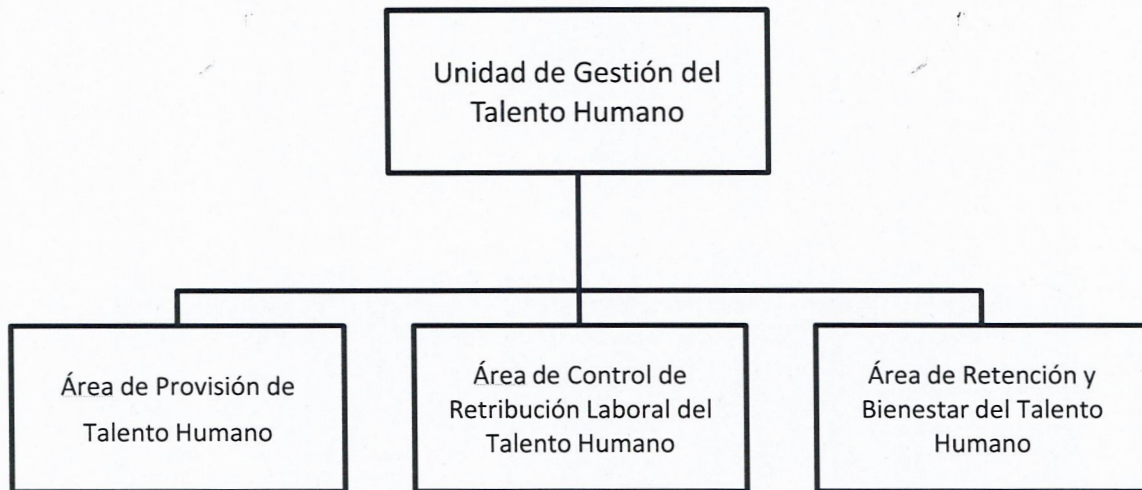 Unidad de Gestión del
Talento Humano
Área de Provisión de
Talento Humano
Área de Control de
Retribución Laboral del
Talento Humano
Área de Retención y
Bienestar del Talento
Humano